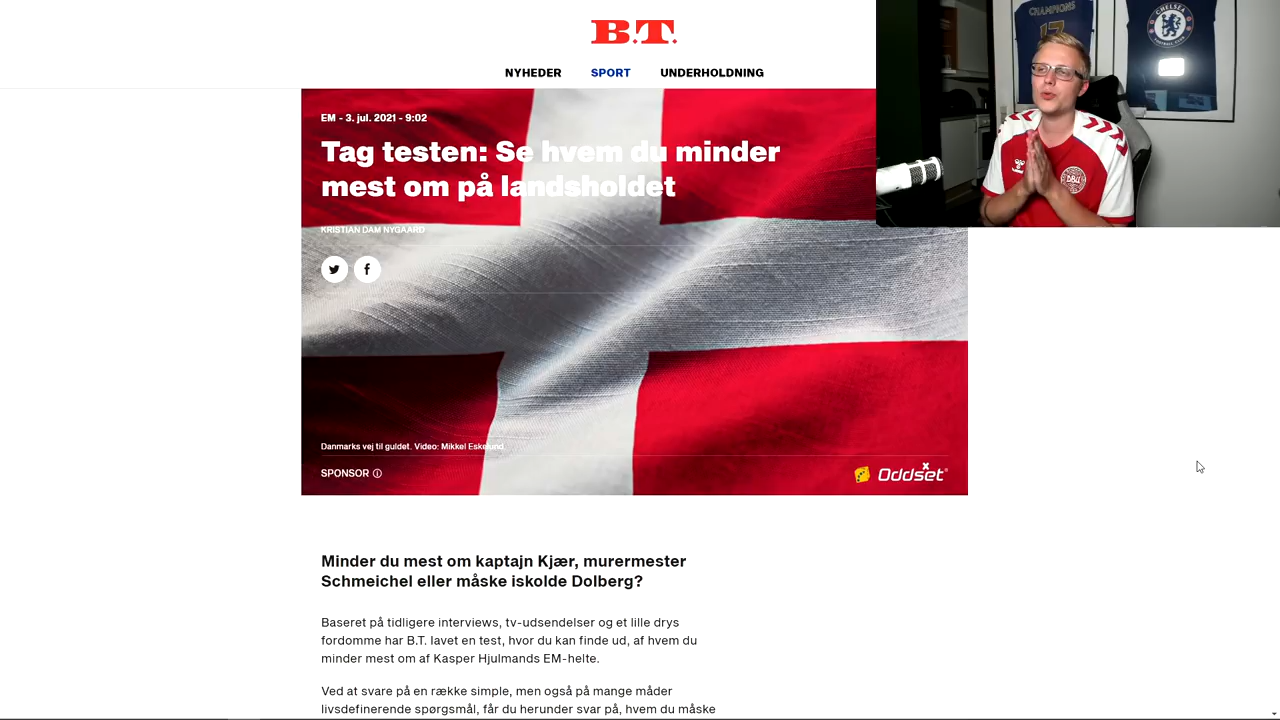 B.T.
NYHEDER SPORT UNDERHOLDNING
EM - 3. jul. 2021 - 9:02
Tag testen: Se hvem du minder
mest om på landsholdet
KRISTIAN DAM NYGAARD
Danmarks vej til guldet. Video: Mikkel Eskelund
SPONSOR
Oddset
CHAMPIONS
CHELSEA
FOOTBALL CLUB
DBU
Minder du mest om kaptajn Kjær, murermester
Schmeichel eller måske iskolde Dolberg?
Baseret på tidligere interviews, tv-udsendelser og et lille drys
fordomme har B.T. lavet en test, hvor du kan finde ud, af hvem du
minder mest om af Kasper Hjulmands EM-helte.
Ved at svare på en række simple, men også på mange måder
livsdefinerende spørgsmål, får du herunder svar på, hvem du måske